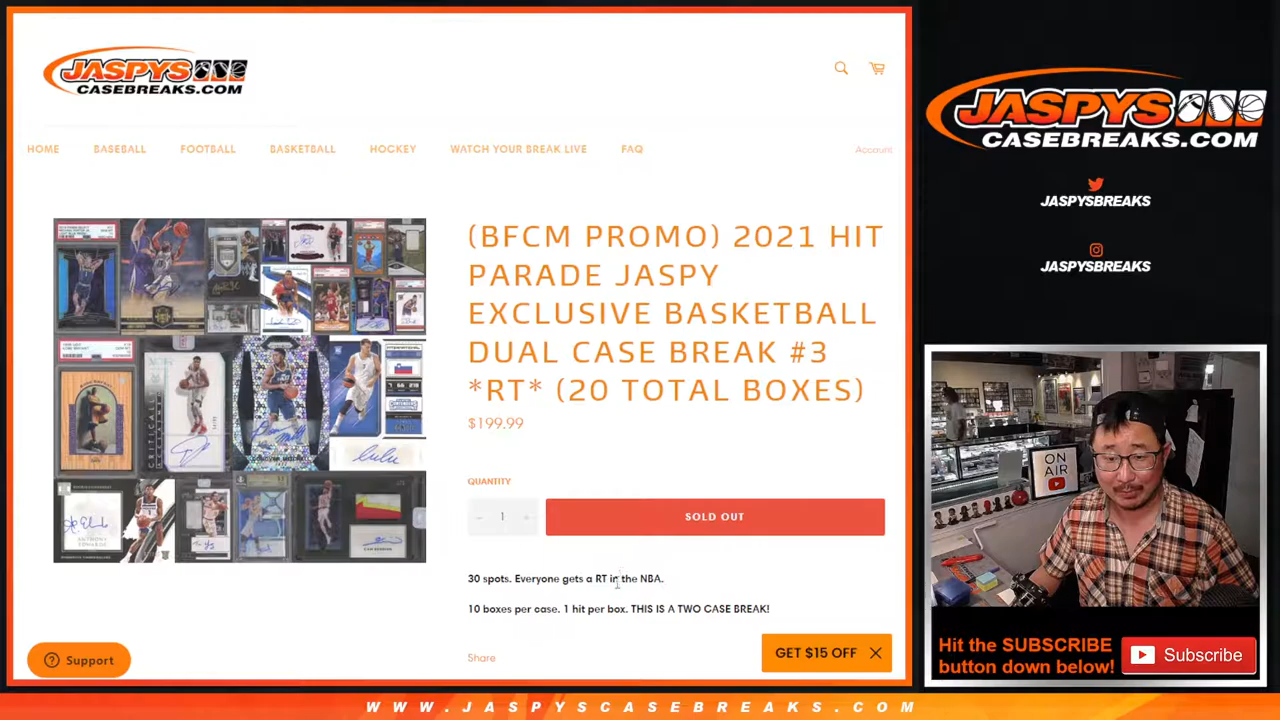 JASPYS
CASEBREAKS.COM
HOME BASEBALL FOOTBALL BASKETBALL HOCKEY WATCH YOUR BREAK LIVE FAQ Account
(BFCM PROMO) 2021 HIT
PARADE JASPY
EXCLUSIVE BASKETBALL
DUAL CASE BREAK #3
*RT* (20 TOTAL BOXES)
$199.99
QUANTITY
− 1 +
SOLD OUT
30 spots. Everyone gets a RT in the NBA.
10 boxes per case. 1 hit per box. THIS IS A TWO CASE BREAK!
Share
Support
GET $15 OFF
JASPYS
CASEBREAKS.COM
JASPYSBREAKS
JASPYSBREAKS
ON
AIR
Hit the SUBSCRIBE
button down below!
Subscribe
WWW.JASPYSCASEBREAKS.COM